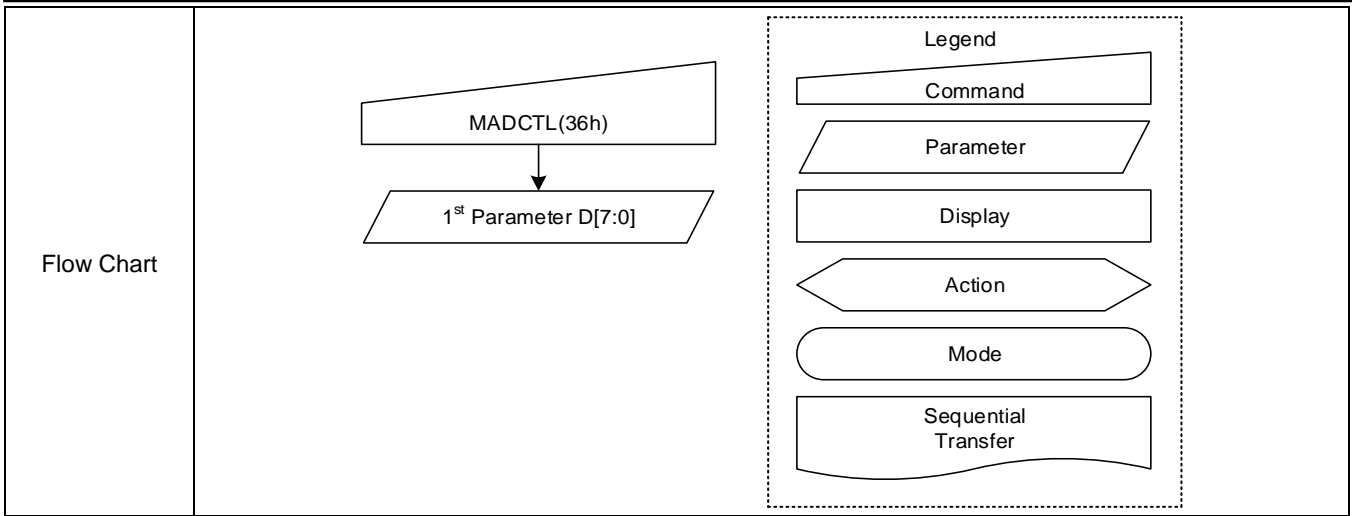 Flow Chart
MADCTL(36h)
1st Parameter D[7:0]
Legend
Command
Parameter
Display
Action
Mode
Sequential
Transfer